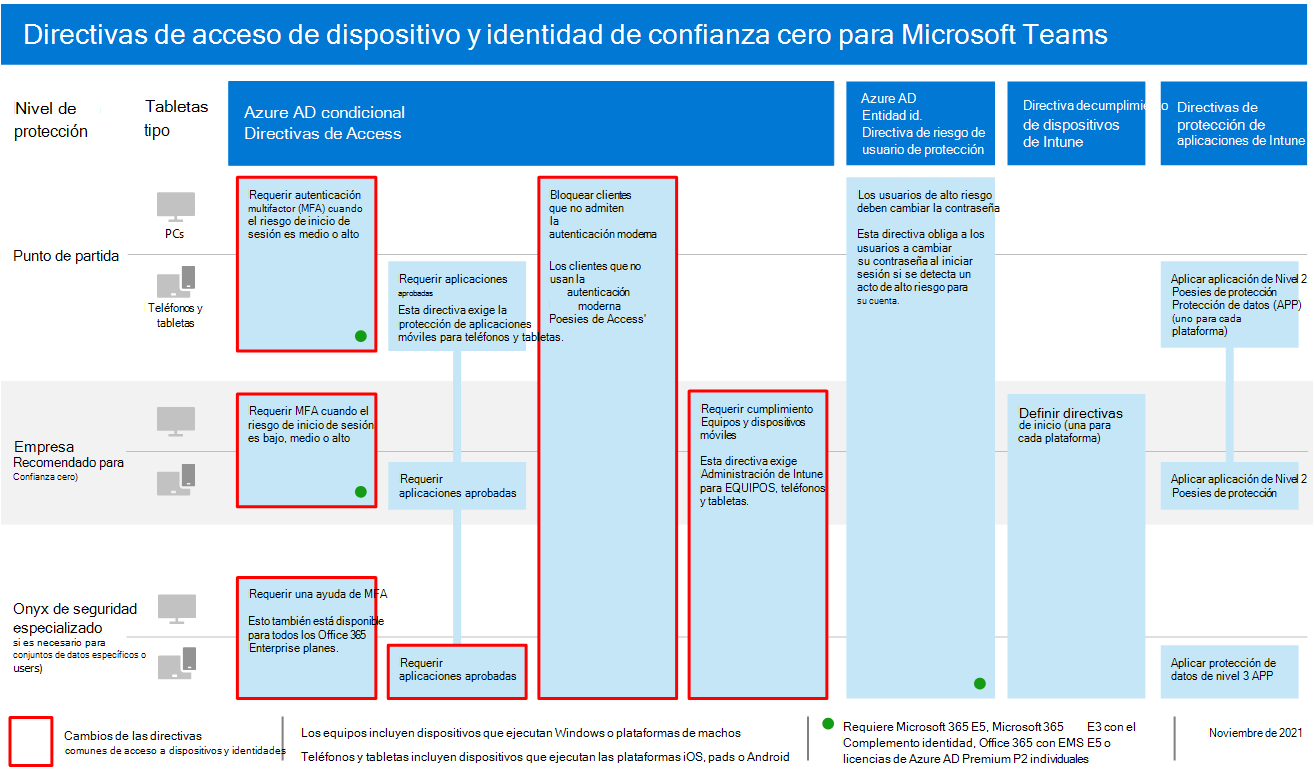 Directivas de acceso de dispositivo y identidad de confianza cero para Microsoft Teams
Nivel de
protección
Tabletas
tipo
Azure AD condicional
Directivas de Access
Azure AD
Entidad id.
Directiva de riesgo de
usuario de protección
Directiva de cumplimiento
de dispositivos
de Intune
Directivas de
protección de
aplicaciones de Intune
Punto de partida
PCs
Teléfonos y
tabletas
Requerir autenticación
multifactor (MFA) cuando
el riesgo de inicio de
sesión es medio o alto
Requerir aplicaciones
aprobadas
Esta directiva exige la
protección de aplicaciones
móviles para teléfonos y tabletas.
Bloquear clientes
que no admiten
la
autenticación moderna
Los clientes que no
usan la
autenticación
moderna
Poesies de Access'
Los usuarios de alto riesgo
deben cambiar la contraseña
Esta directiva obliga a los
usuarios a cambiar
su contraseña al iniciar
sesión si se detecta un
acto de alto riesgo para
su cuenta.
Aplicar aplicación de Nivel 2
Poesies de protección
Protección de datos (APP)
(uno para cada
plataforma)
Empresa
Recomendado para
Confianza cero)
Requerir MFA cuando el
riesgo de inicio de sesión
es bajo, medio o alto
Requerir
aplicaciones aprobadas
Requerir cumplimiento
Equipos y dispositivos
móviles
Esta directiva exige
Administración de Intune
para EQUIPOS, teléfonos
y tabletas.
Definir directivas
de inicio (una para
cada plataforma)
Aplicar aplicación de Nivel 2
Poesies de protección
Onyx de seguridad
especializado
si es necesario para
conjuntos de datos específicos o
users)
Requerir una ayuda de MFA
Esto también está disponible
para todos los Office 365
Enterprise planes.
Requerir
aplicaciones aprobadas
Aplicar protección de
datos de nivel 3 APP
Cambios de las directivas
comunes de acceso a dispositivos y identidades
Los equipos incluyen dispositivos que ejecutan Windows o plataformas de machos
Teléfonos y tabletas incluyen dispositivos que ejecutan las plataformas iOS, pads o Android
Requiere Microsoft 365 E5, Microsoft 365 E3 con el
Complemento identidad, Office 365 con EMS E5 o
licencias de Azure AD Premium P2 individuales
Noviembre de 2021